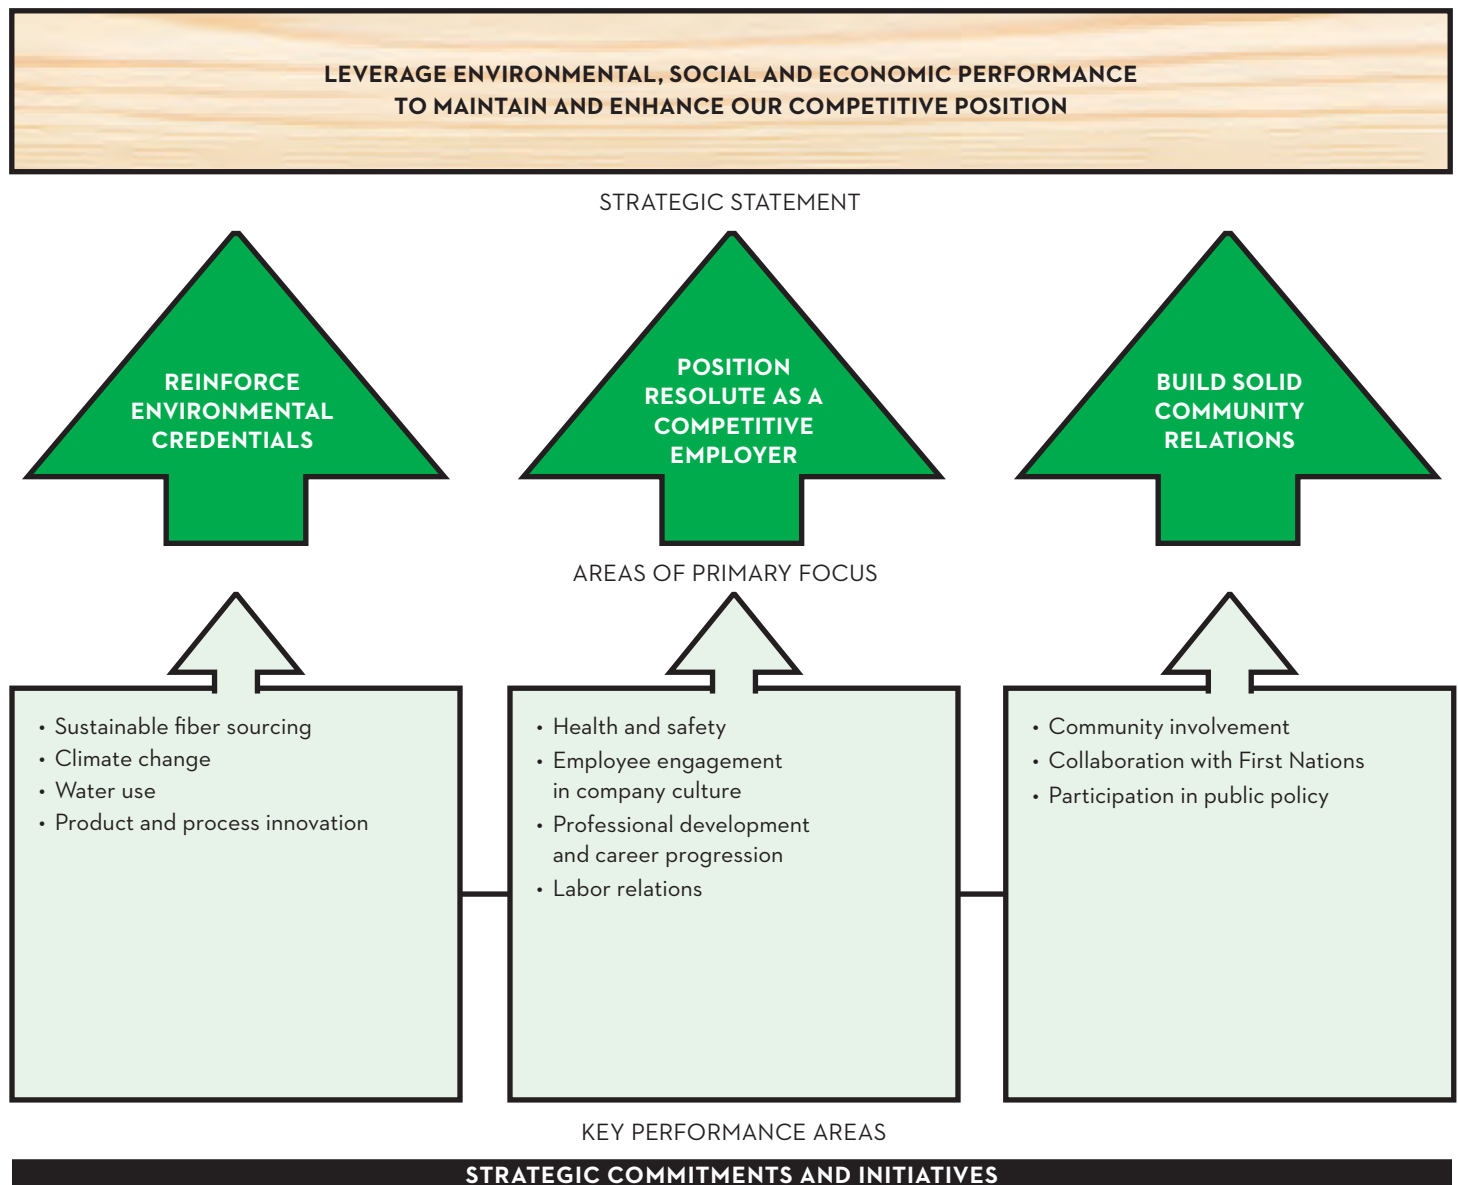 LEVERAGE ENVIRONMENTAL, SOCIAL AND ECONOMIC PERFORMANCE
TO MAINTAIN AND ENHANCE OUR COMPETITIVE POSITION
STRATEGIC STATEMENT
REINFORCE
ENVIRONMENTAL
CREDENTIALS
POSITION
RESOLUTE AS A
COMPETITIVE
EMPLOYER
BUILD SOLID
COMMUNITY
RELATIONS
AREAS OF PRIMARY FOCUS
• Sustainable fiber sourcing
• Climate change
• Water use
• Product and process innovation
• Health and safety
• Employee engagement
in company culture
• Professional development
and career progression
• Labor relations
• Community involvement
• Collaboration with First Nations
• Participation in public policy
KEY PERFORMANCE AREAS
STRATEGIC COMMITMENTS AND INITIATIVES